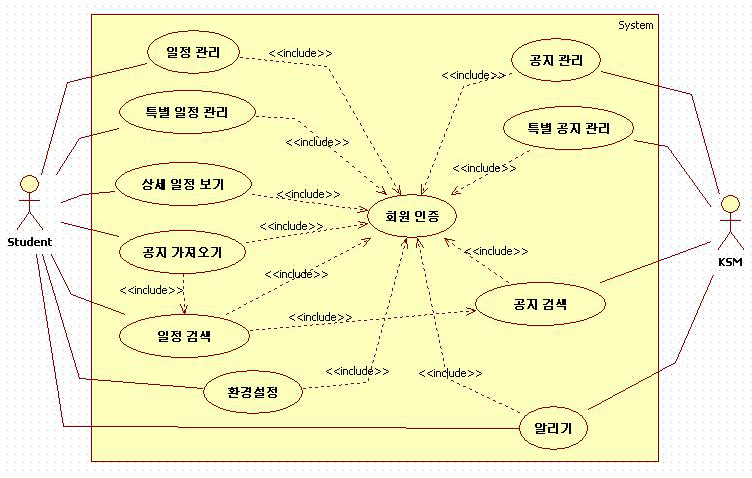 System
일정 관리
<<include>>
공지 관리
<<include>>
특별 일정 관리
특별 공지 관리
<<include>>
<<include>>
상세 일정 보기
<<include>>
회원 인증
Student
공지 가져오기
<<include>>
KSM
<<include>>
<<include>>
<<include>>
공지 검색
<<include>>
일정 검색
<<include>>
<<include>>
환경설정
알리기